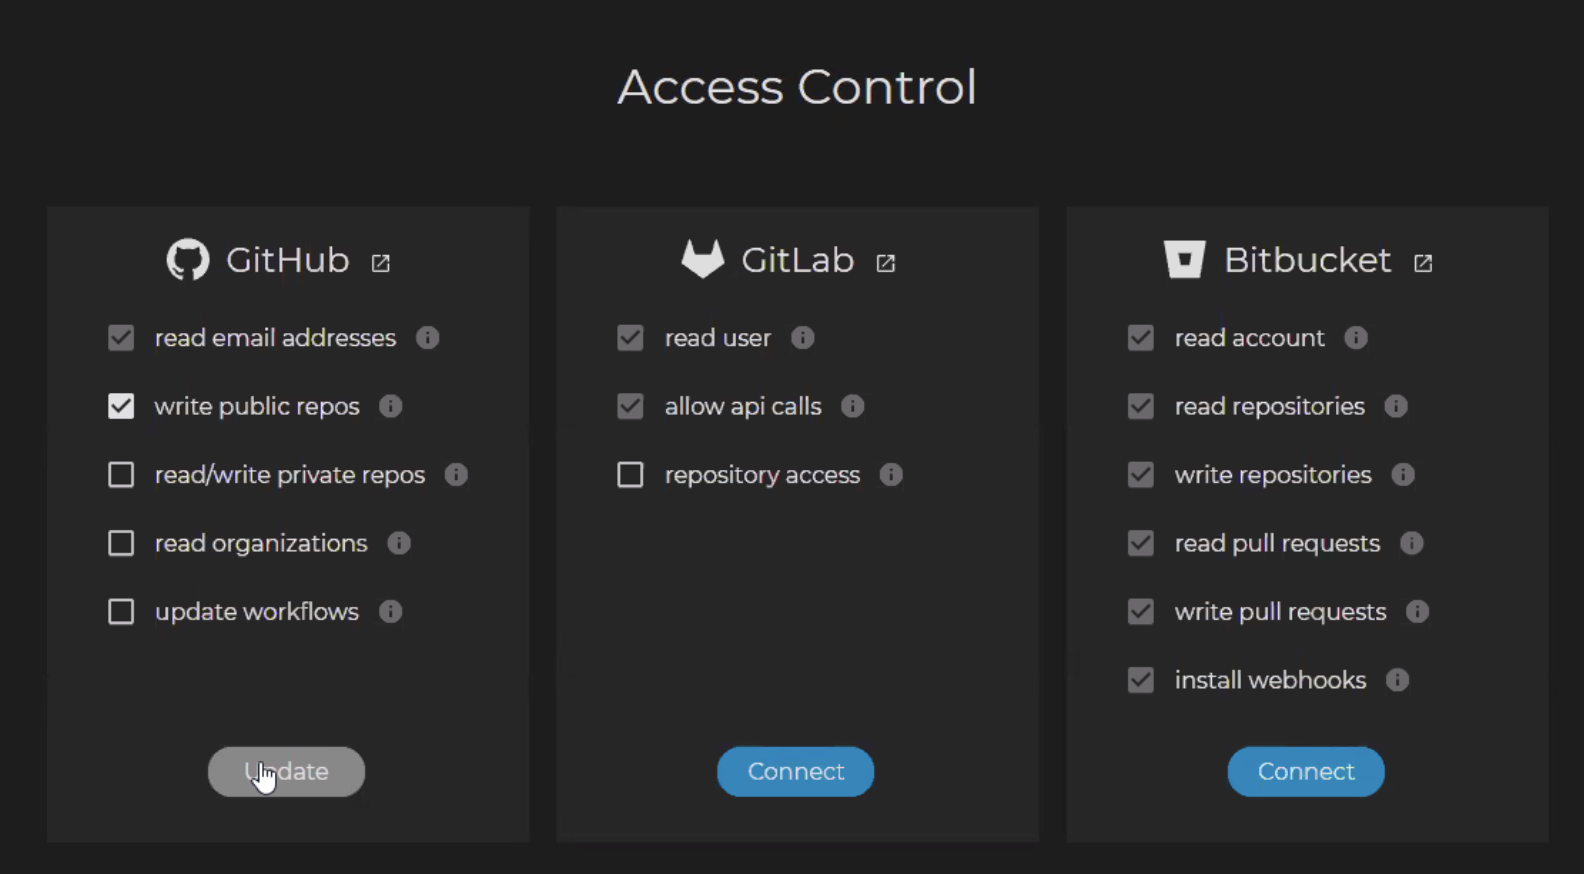 Access Control
GitHub
read email addresses
write public repos
read/write private repos
read organizations
update workflows
Update
GitLab
read user
allow api calls
repository access
Connect
Bitbucket
read account
read repositories
write repositories
read pull requests
write pull requests
install webhooks
Connect